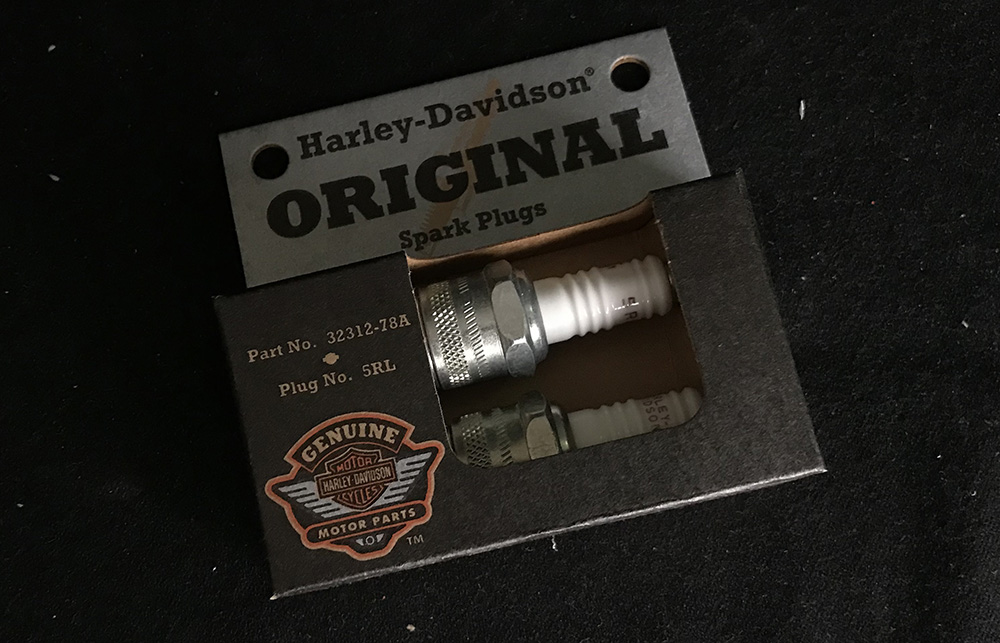 Harley-Davidson®
ORIGINAL
Spark Plugs
Part No. 32312-78A
Plug No. 5RL
GENUINE
MOTOR
HARLEY-DAVIDSON
CYCLES
MOTOR PARTS
TM